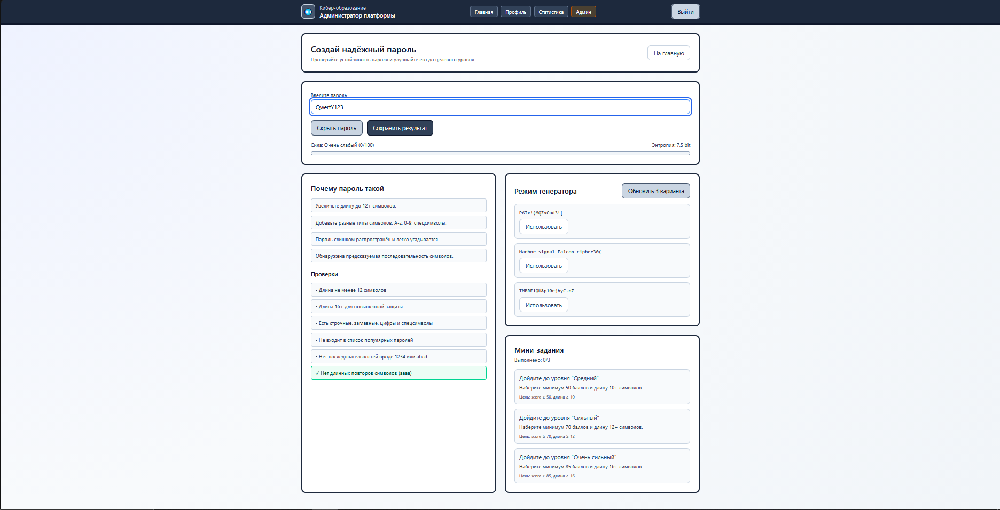 Кибер-образование
Администратор платформы
Главная
Профиль
Статистика
Админ
Выйти
Создай надёжный пароль
Проверяйте устойчивость пароля и улучшайте его до целевого уровня.
На главную
Введите пароль
QwertY123
Скрыть пароль
Сохранить результат
Сила: Очень слабый (0/100)
Энтропия: 7.5 bit
Почему пароль такой
Увеличьте длину до 12+ символов.
Добавьте разные типы символов: A-z, 0-9, спецсимволы.
Пароль слишком распространён и легко угадывается.
Обнаружена предсказуемая последовательность символов.
Проверки
• Длина не менее 12 символов
• Длина 16+ для повышенной защиты
• Есть строчные, заглавные, цифры и спецсимволы
• Не входит в список популярных паролей
• Нет последовательностей вроде 1234 или abcd
✓ Нет длинных повторов символов (aaaa)
Режим генератора
Обновить 3 варианта
P6Ix!(MQZxCud3![
Использовать
Harbor-signal-Falcon-cipher30(
Использовать
TMBRF1QU&p10rjhyC.nZ
Использовать
Мини-задания
Выполнено: 0/3
Дойдите до уровня "Средний"
Наберите минимум 50 баллов и длину 10+ символов.
Цель: score ≥ 50, длина ≥ 10
Дойдите до уровня "Сильный"
Наберите минимум 70 баллов и длину 12+ символов.
Цель: score ≥ 70, длина ≥ 12
Дойдите до уровня "Очень сильный"
Наберите минимум 85 баллов и длину 16+ символов.
Цель: score ≥ 85, длина ≥ 16